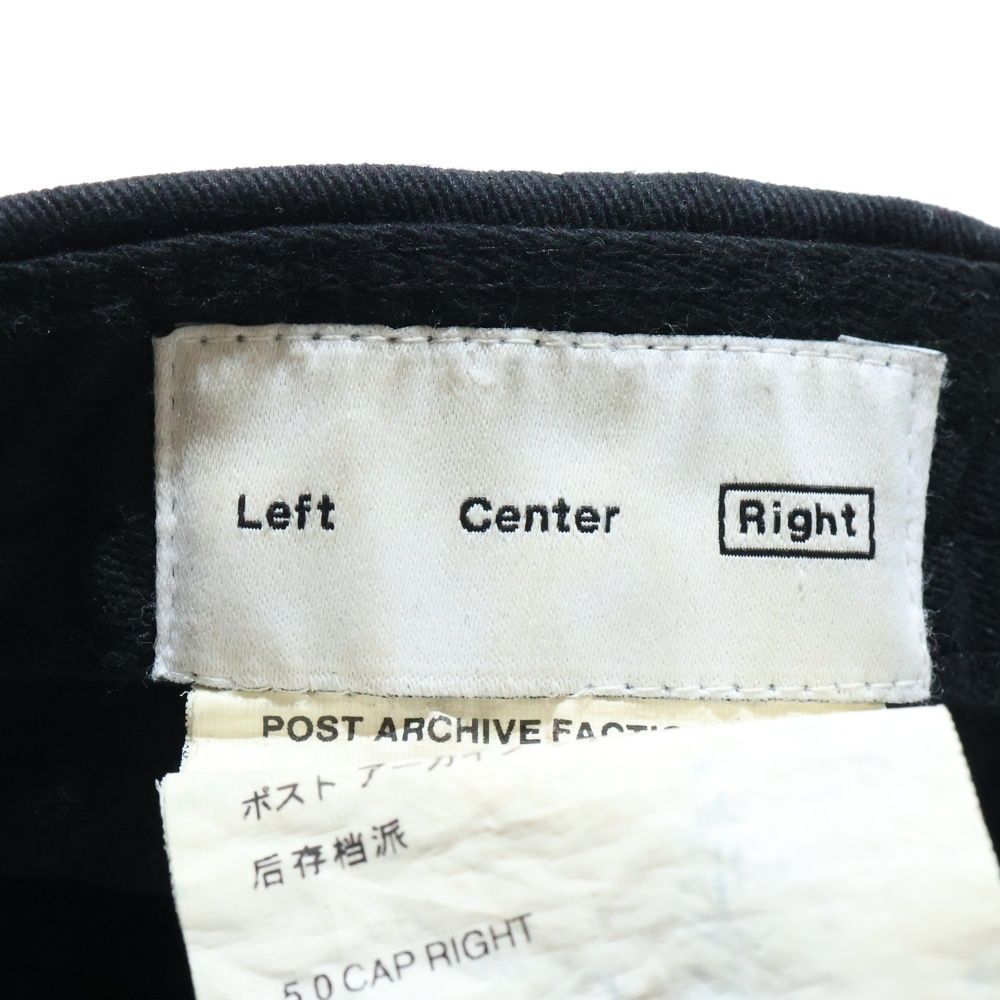 Left Center Right
POST ARCHIVE
ポスト アーカイ
后存档派
5 0 CAP RIGHT